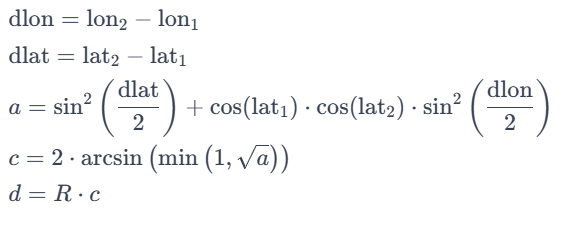 dlon = lon₂ − lon₁
dlat = lat₂ − lat₁
a = sin² (dlat/2) + cos(lat₁) · cos(lat₂) · sin² (dlon/2)
c = 2 · arcsin (min (1, √a))
d = R · c